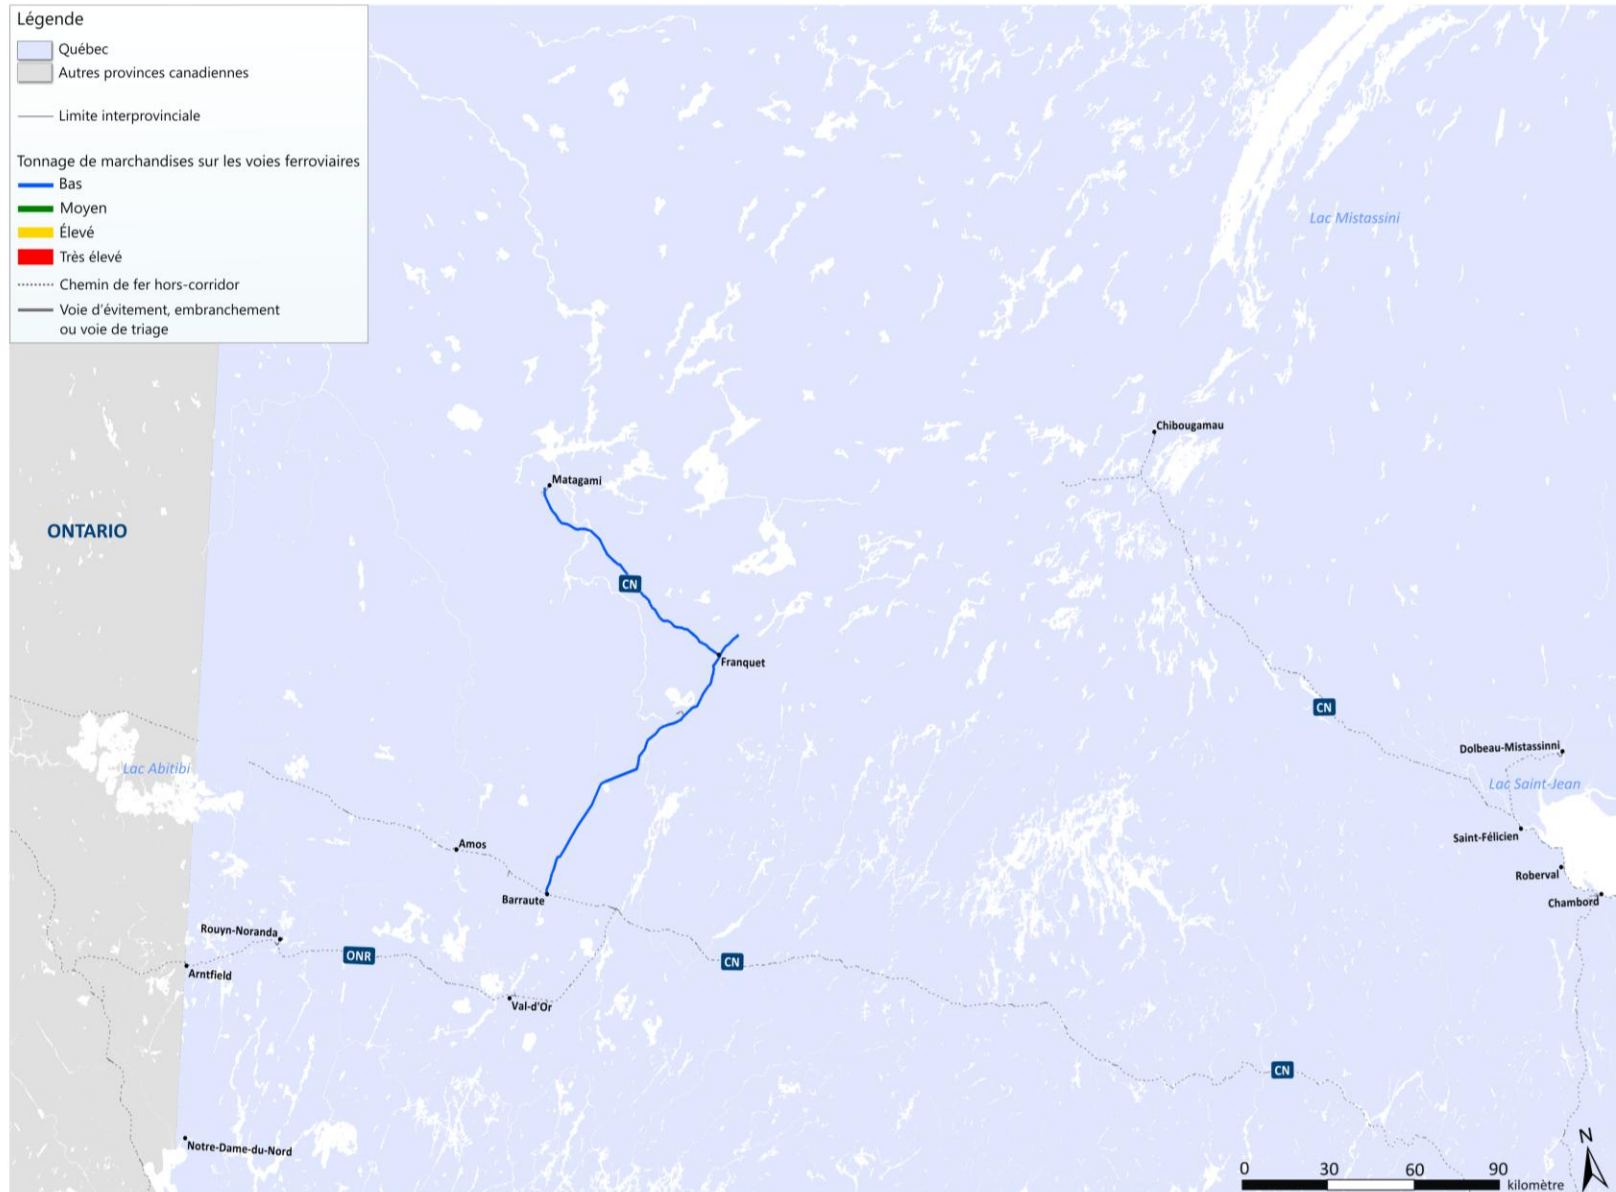 Légende
Québec
Autres provinces canadiennes
Limite interprovinciale
Tonnage de marchandises sur les voies ferroviaires
Bas
Moyen
Élevé
Très élevé
Chemin de fer hors-corridor
Voie d'évitement, embranchement
ou voie de triage
Lac Mistassini
Chibougamau
Matagami
ONTARIO
CN
Franquet
CN
Dolbeau-Mistassinni
Lac Abitibi
Lac Saint-Jean
Saint-Félicien
Amos
Roberval
Barraute
Chambord
Rouyn-Noranda
ONR
CN
Arntfield
Val-d'Or
CN
Notre-Dame-du-Nord
N
0 30 60 90
kilomètre